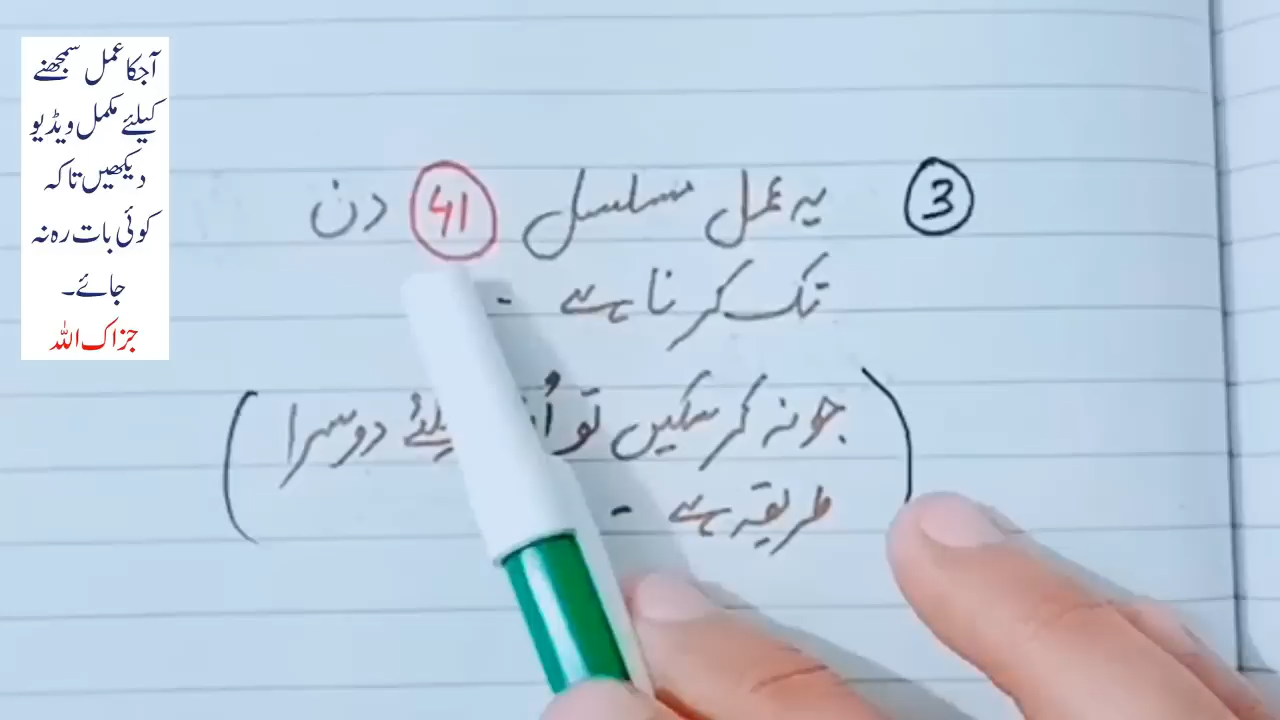 آجکا عمل سمجھنے
کیلئے مکمل ویڈیو
دیکھیں تاکہ
کوئی بات رہ نہ
جائے۔
جزاک اللہ
3 یہ عمل مسلسل 41 دن
تک کرنا ہے -
(جو نہ کر سکیں تو دوسرا
طریقہ ہے -)